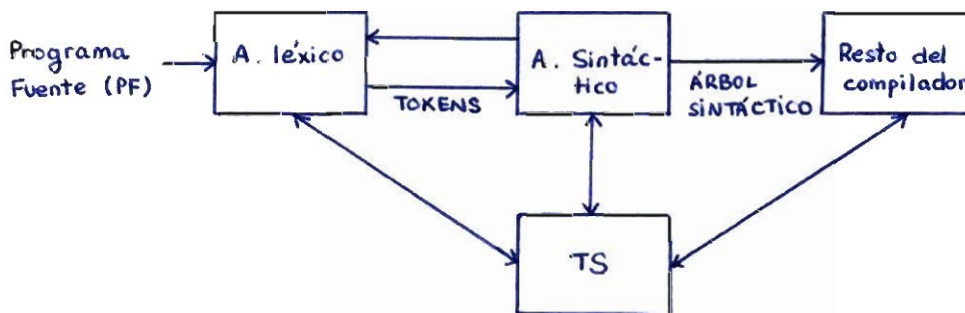 Programa
Fuente (PF)
A. léxico
TOKENS
A. Sintác-
tico
ÁRBOL
SINTÁCTICO
Resto del
compilador
TS